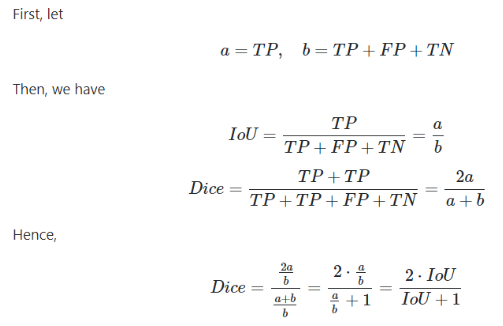 First, let
a = TP, b = TP + FP + TN
Then, we have
IoU = \frac{TP}{TP + FP + TN} = \frac{a}{b}
Dice = \frac{TP + TP}{TP + TP + FP + TN} = \frac{2a}{a + b}
Hence,
Dice = \frac{\frac{2a}{b}}{\frac{a+b}{b}} = \frac{2 \cdot \frac{a}{b}}{\frac{a}{b} + 1} = \frac{2 \cdot IoU}{IoU + 1}